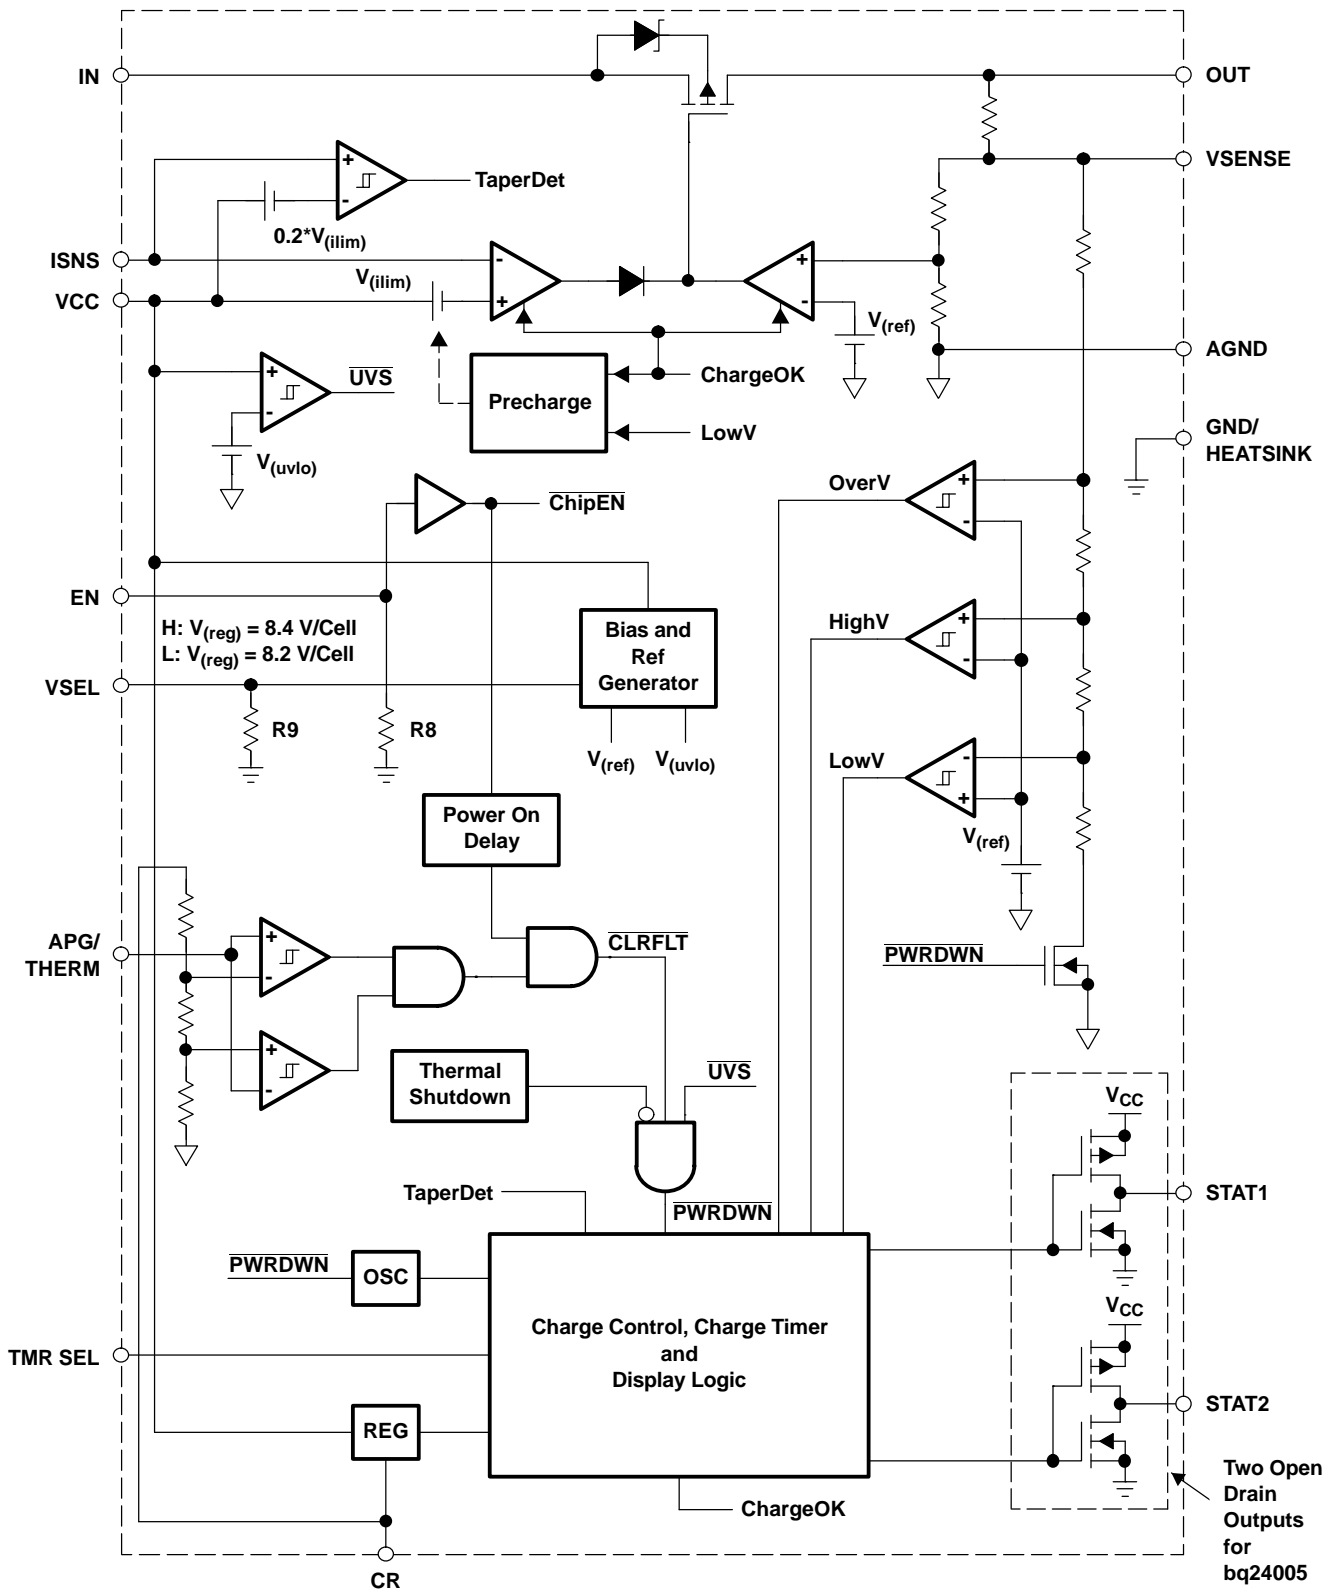 IN
OUT
VSENSE
+
-
TaperDet
0.2*V(ilim)
ISNS
V(ilim)
-
+
+
-
VCC
V(ref)
AGND
+
-
UVS
V(uvlo)
Precharge
ChargeOK
LowV
GND/
HEATSINK
ChipEN
OverV
+
-
EN
H: V(reg) = 8.4 V/Cell
L: V(reg) = 8.2 V/Cell
Bias and
Ref
Generator
HighV
+
-
VSEL
R9
R8
V(ref)
V(uvlo)
LowV
-
+
V(ref)
Power On
Delay
APG/
THERM
+
-
CLRFLT
PWRDWN
+
-
Thermal
Shutdown
UVS
VCC
TaperDet
PWRDWN
STAT1
PWRDWN
OSC
Charge Control, Charge Timer
and
Display Logic
VCC
TMR SEL
REG
STAT2
ChargeOK
Two Open
Drain
Outputs
for
bq24005
CR